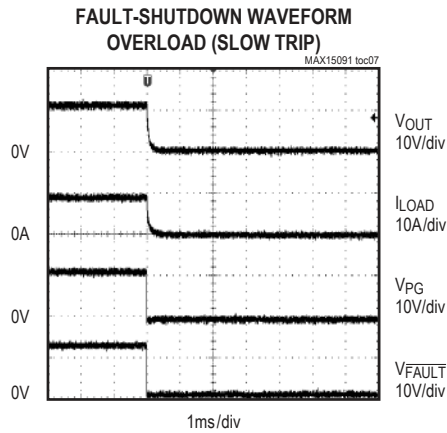 FAULT-SHUTDOWN WAVEFORM
OVERLOAD (SLOW TRIP)
MAX15091 toc07
T
VOUT
10V/div
0V
ILOAD
10A/div
0A
VPG
10V/div
0V
VFAULT
10V/div
0V
1ms/div